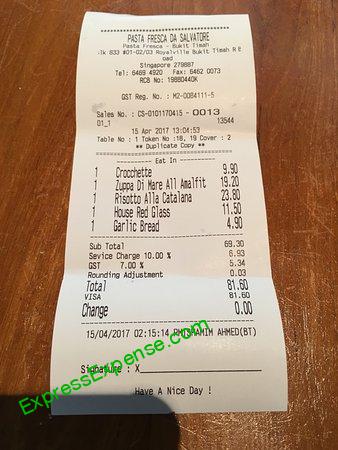 PASTA FRESCA DA SALVATORE
Pasta Fresca - Bukit Timah
Blk 833 #01-02/03 Royalville Bukit Timah R
oad
Singapore 279887
Tel: 6469 4920 Fax: 6462 0073
RCB No: 19880440K
GST Reg. No.: M2-0084111-5
Sales No.: CS-0101170415-0013
01_1 13544
15 Apr 2017 13:04:53
Table No : 1 Token No :18, 19 Cover : 2
** Duplicate Copy **
Eat In
1 Crocchette 9.90
1 Zuppa Di Mare All Amalfit 19.20
1 Risotto Alla Catalana 23.80
1 House Red Glass 11.50
1 Garlic Bread 4.90
Sub Total 69.30
Sevice Charge 10.00 % 6.93
GST 7.00 % 5.34
Rounding Adjustment 0.03
Total 81.60
VISA 81.60
Change 0.00
15/04/2017 02:15:14 AHMED(BT)
Signature : X
Have A Nice Day !
ExpressExpense.com